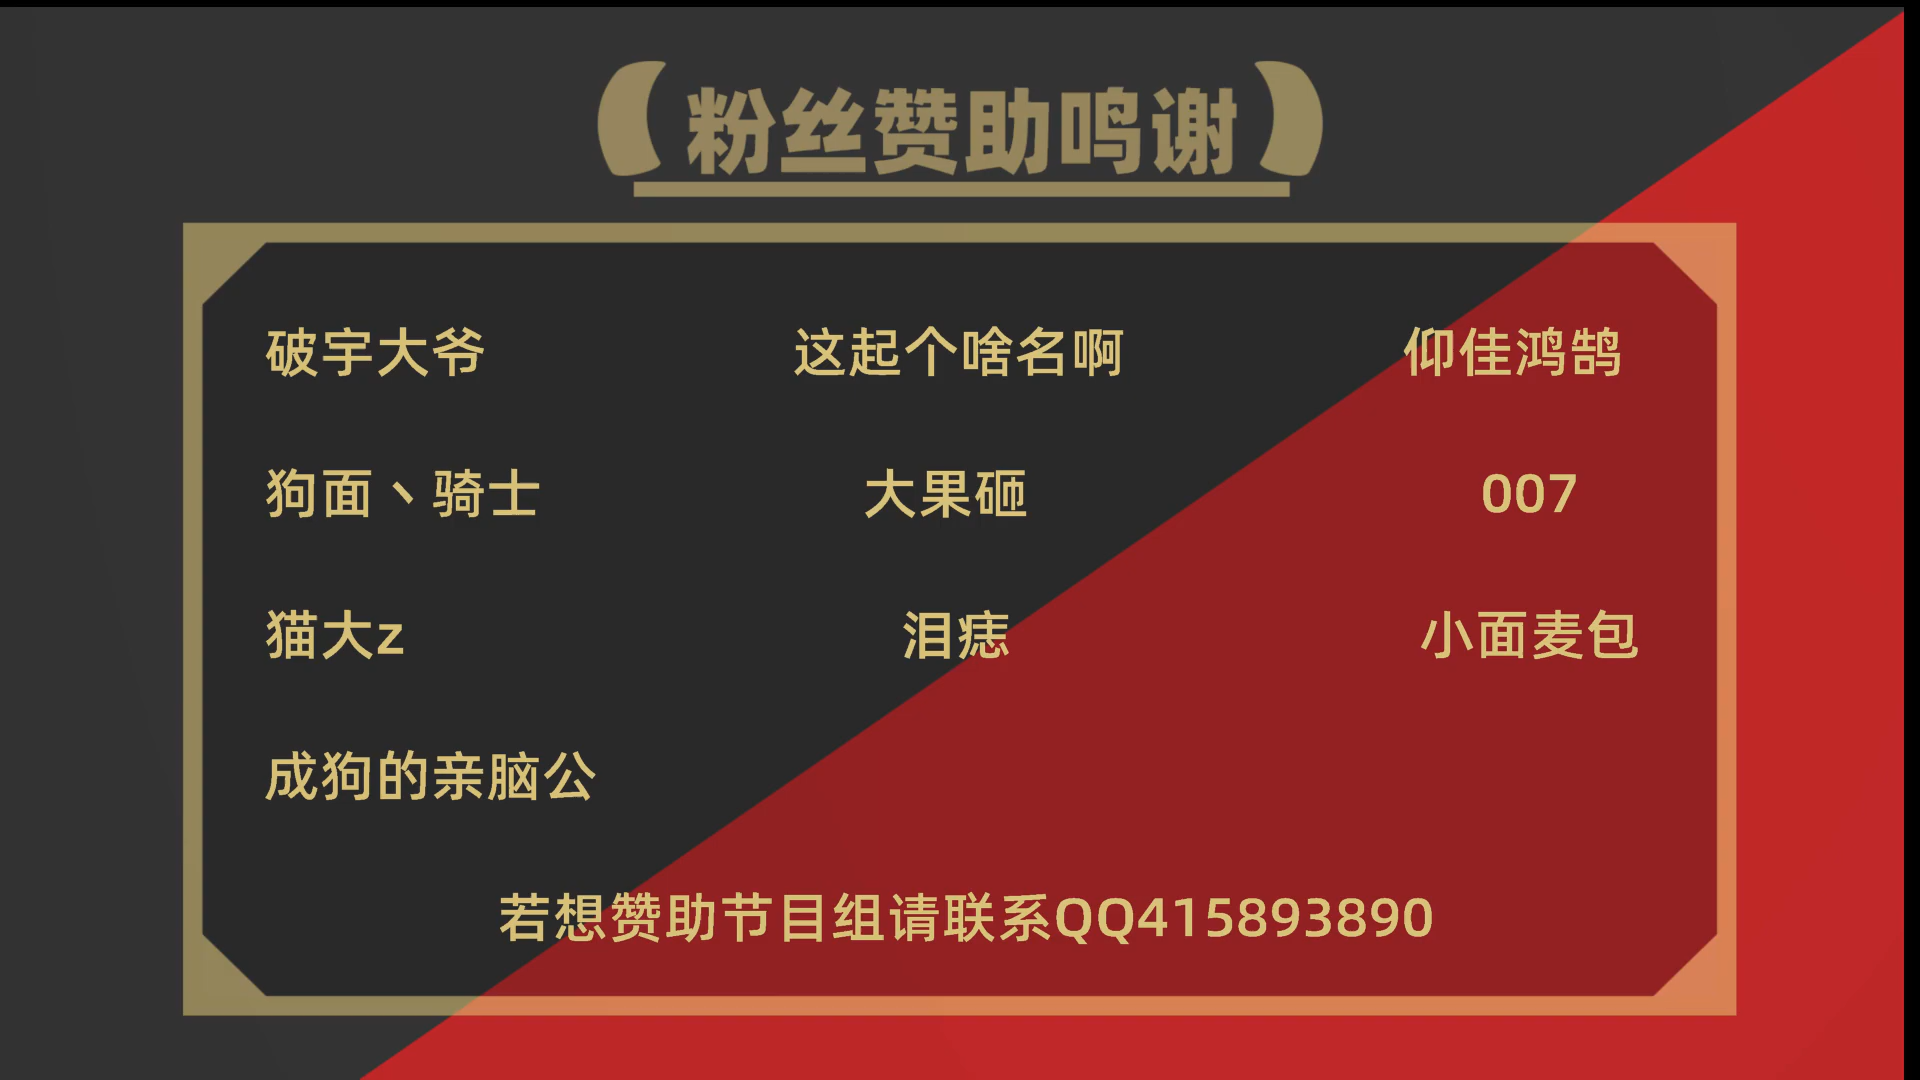 （粉丝赞助鸣谢）
破宇大爷 这起个啥名啊 仰佳鸿鹄
狗面丶骑士 大果砸 007
猫大z 泪痣 小面麦包
成狗的亲脑公
若想赞助节目组请联系QQ415893890